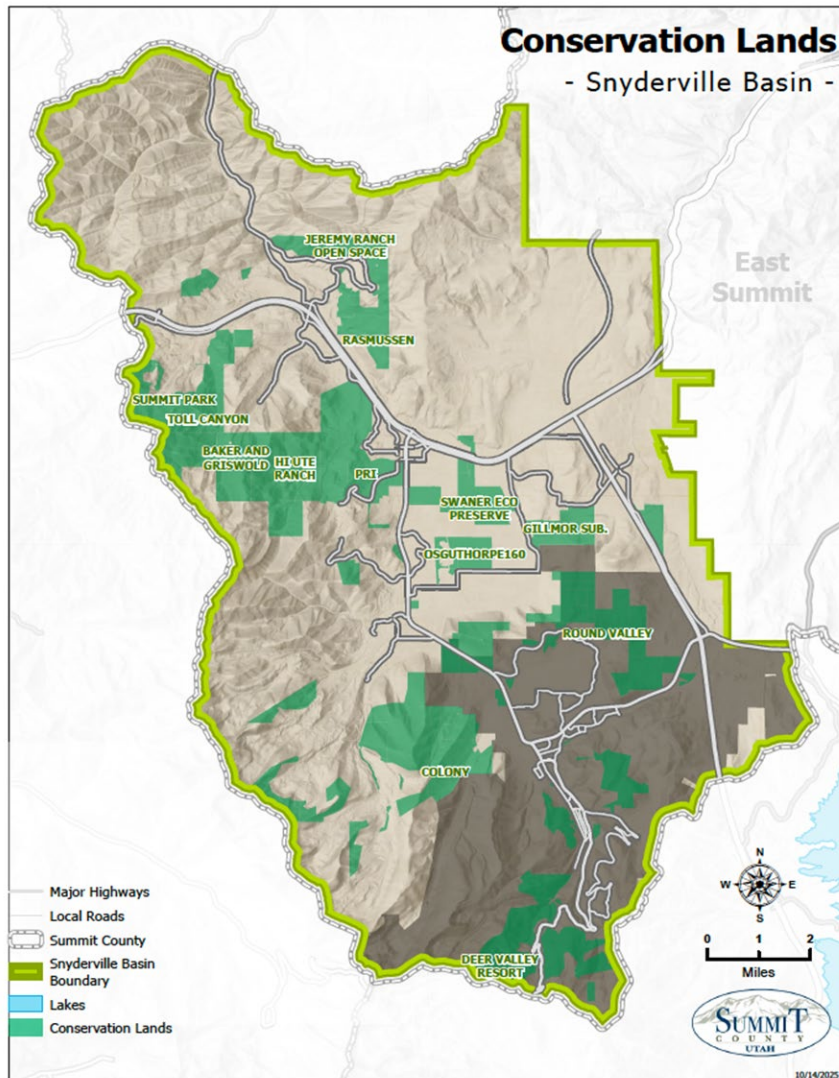 Conservation Lands
- Snyderville Basin -
East
Summit
JEREMY RANCH
OPEN SPACE
RASMUSSEN
SUMMIT PARK
TOLL CANYON
BAKER AND
GRISWOLD
HI UTE
RANCH
PRI
SWANER ECO
PRESERVE
GILLMOR SUB.
OSGUTHORPE160
ROUND VALLEY
COLONY
DEER VALLEY
RESORT
Major Highways
Local Roads
Summit County
Snyderville Basin
Boundary
Lakes
Conservation Lands
N
W
E
S
0 1 2
Miles
SUMMIT
COUNTY
UTAH
10/14/2025